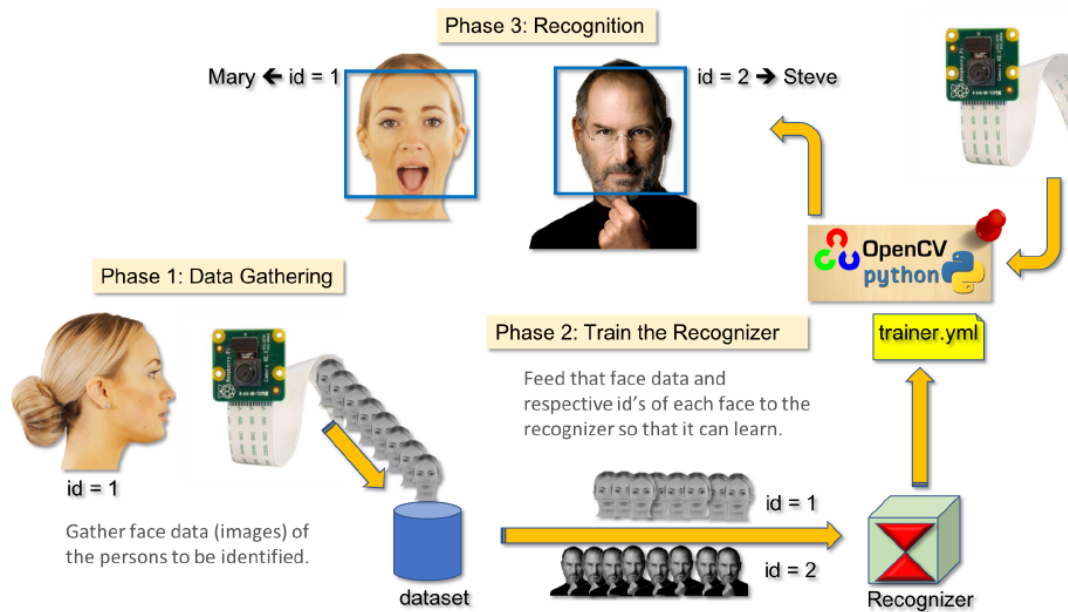 Phase 3: Recognition
Mary ← id = 1
id = 2 → Steve
OpenCV
python
trainer.yml
Phase 1: Data Gathering
id = 1
Gather face data (images) of
the persons to be identified.
dataset
Phase 2: Train the Recognizer
Feed that face data and
respective id’s of each face to the
recognizer so that it can learn.
id = 1
id = 2
Recognizer